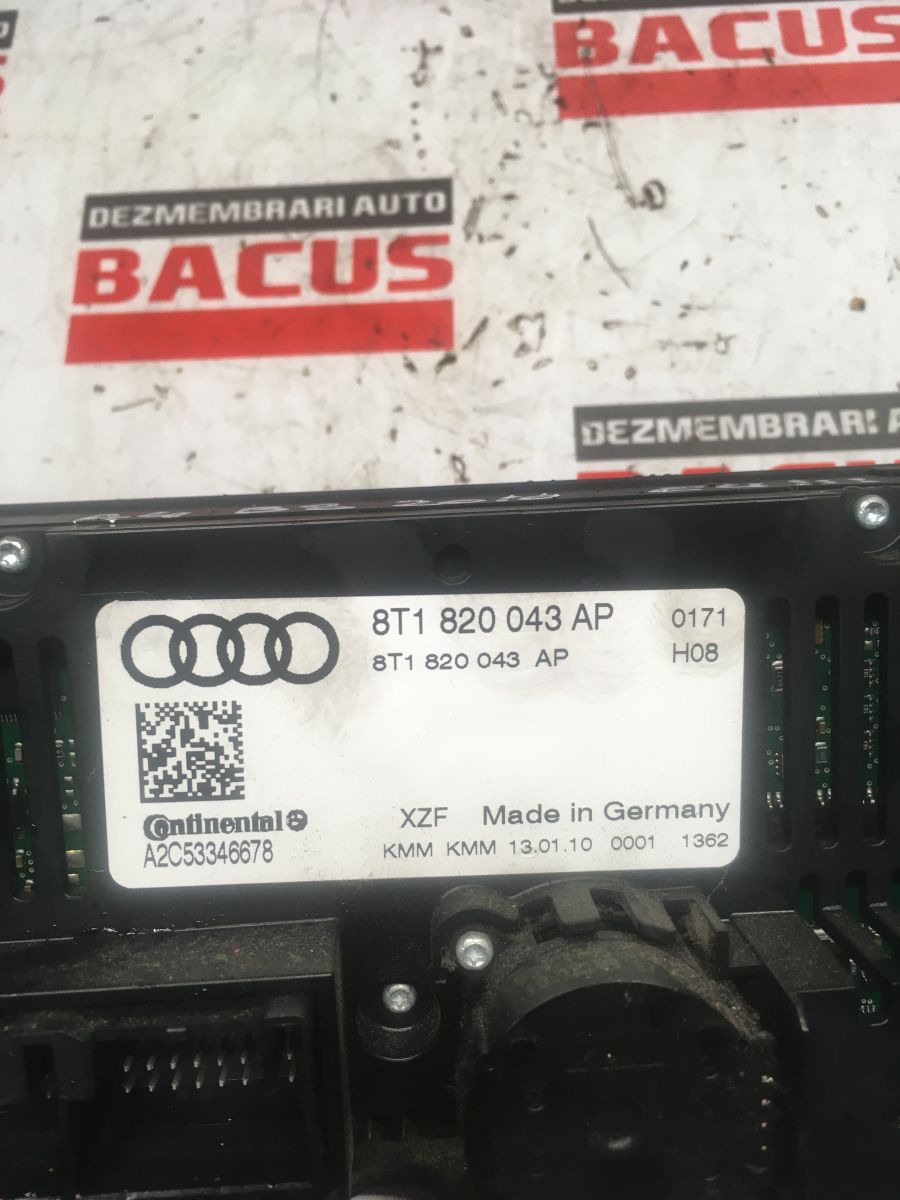 BACUS
DEZMEMBRARI AUTO
BACUS
DEZMEMBRARI A
8T1 820 043 AP 0171
8T1 820 043 AP H08
Continental
XZF Made in Germany
A2C53346678
KMM KMM 13.01.10 0001 1362